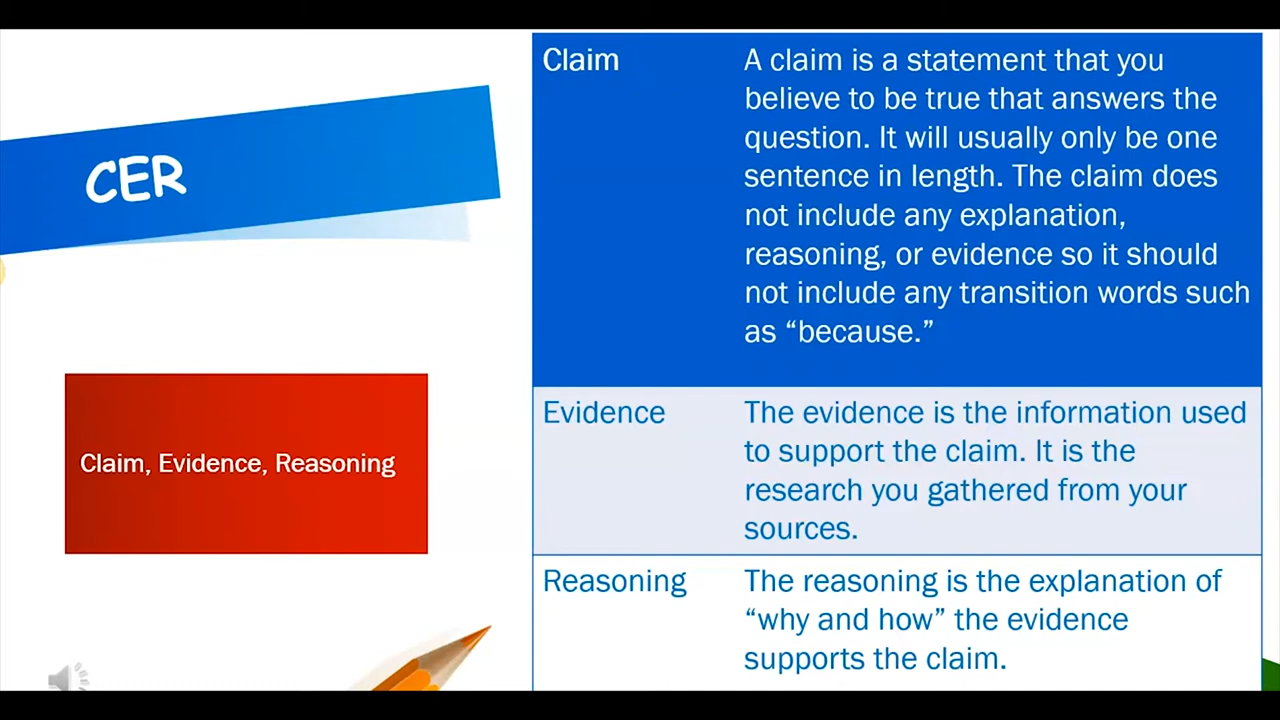 CER
Claim, Evidence, Reasoning
Claim
A claim is a statement that you
believe to be true that answers the
question. It will usually only be one
sentence in length. The claim does
not include any explanation,
reasoning, or evidence so it should
not include any transition words such
as “because.”
Evidence
The evidence is the information used
to support the claim. It is the
research you gathered from your
sources.
Reasoning
The reasoning is the explanation of
“why and how” the evidence
supports the claim.